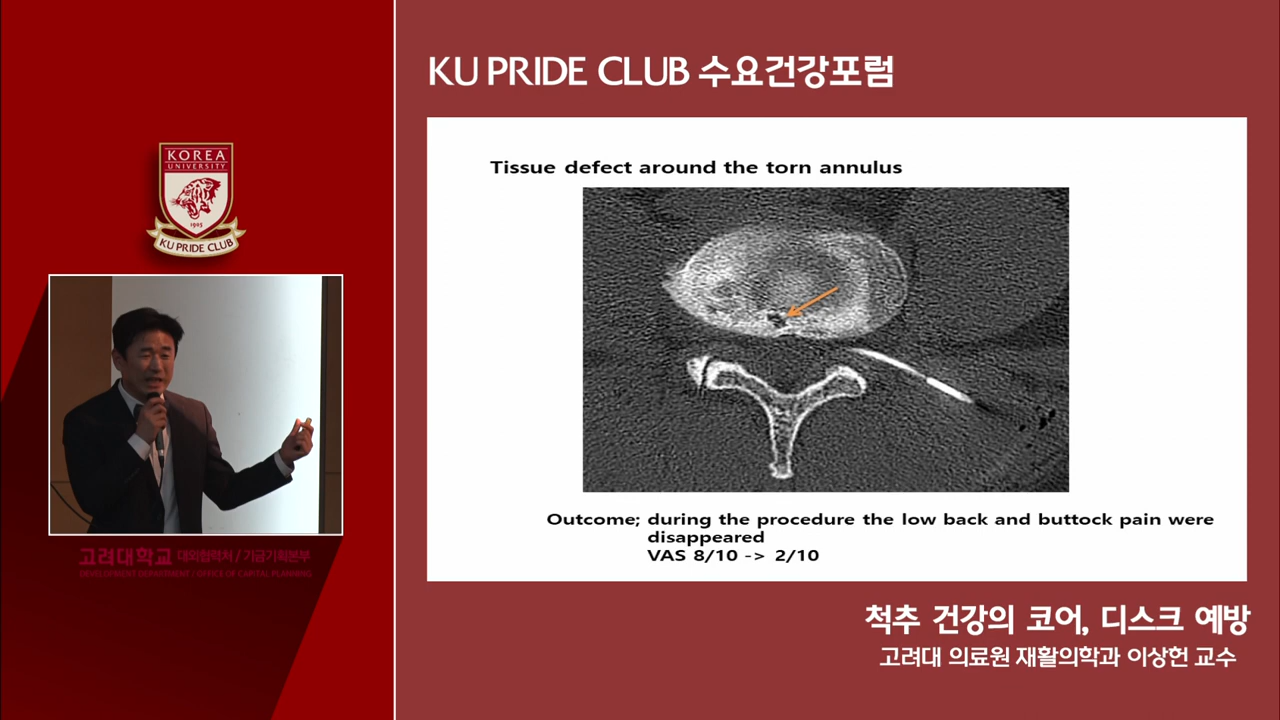 KU PRIDE CLUB 수요건강포럼
KOREA
UNIVERSITY
1905
KU PRIDE CLUB
Tissue defect around the torn annulus
Outcome; during the procedure the low back and buttock pain were
disappeared
VAS 8/10 -> 2/10
고려대학교 대외협력처 / 기금기획본부
DEVELOPMENT DEPARTMENT / OFFICE OF CAPITAL PLANNING
척추 건강의 코어, 디스크 예방
고려대 의료원 재활의학과 이상헌 교수